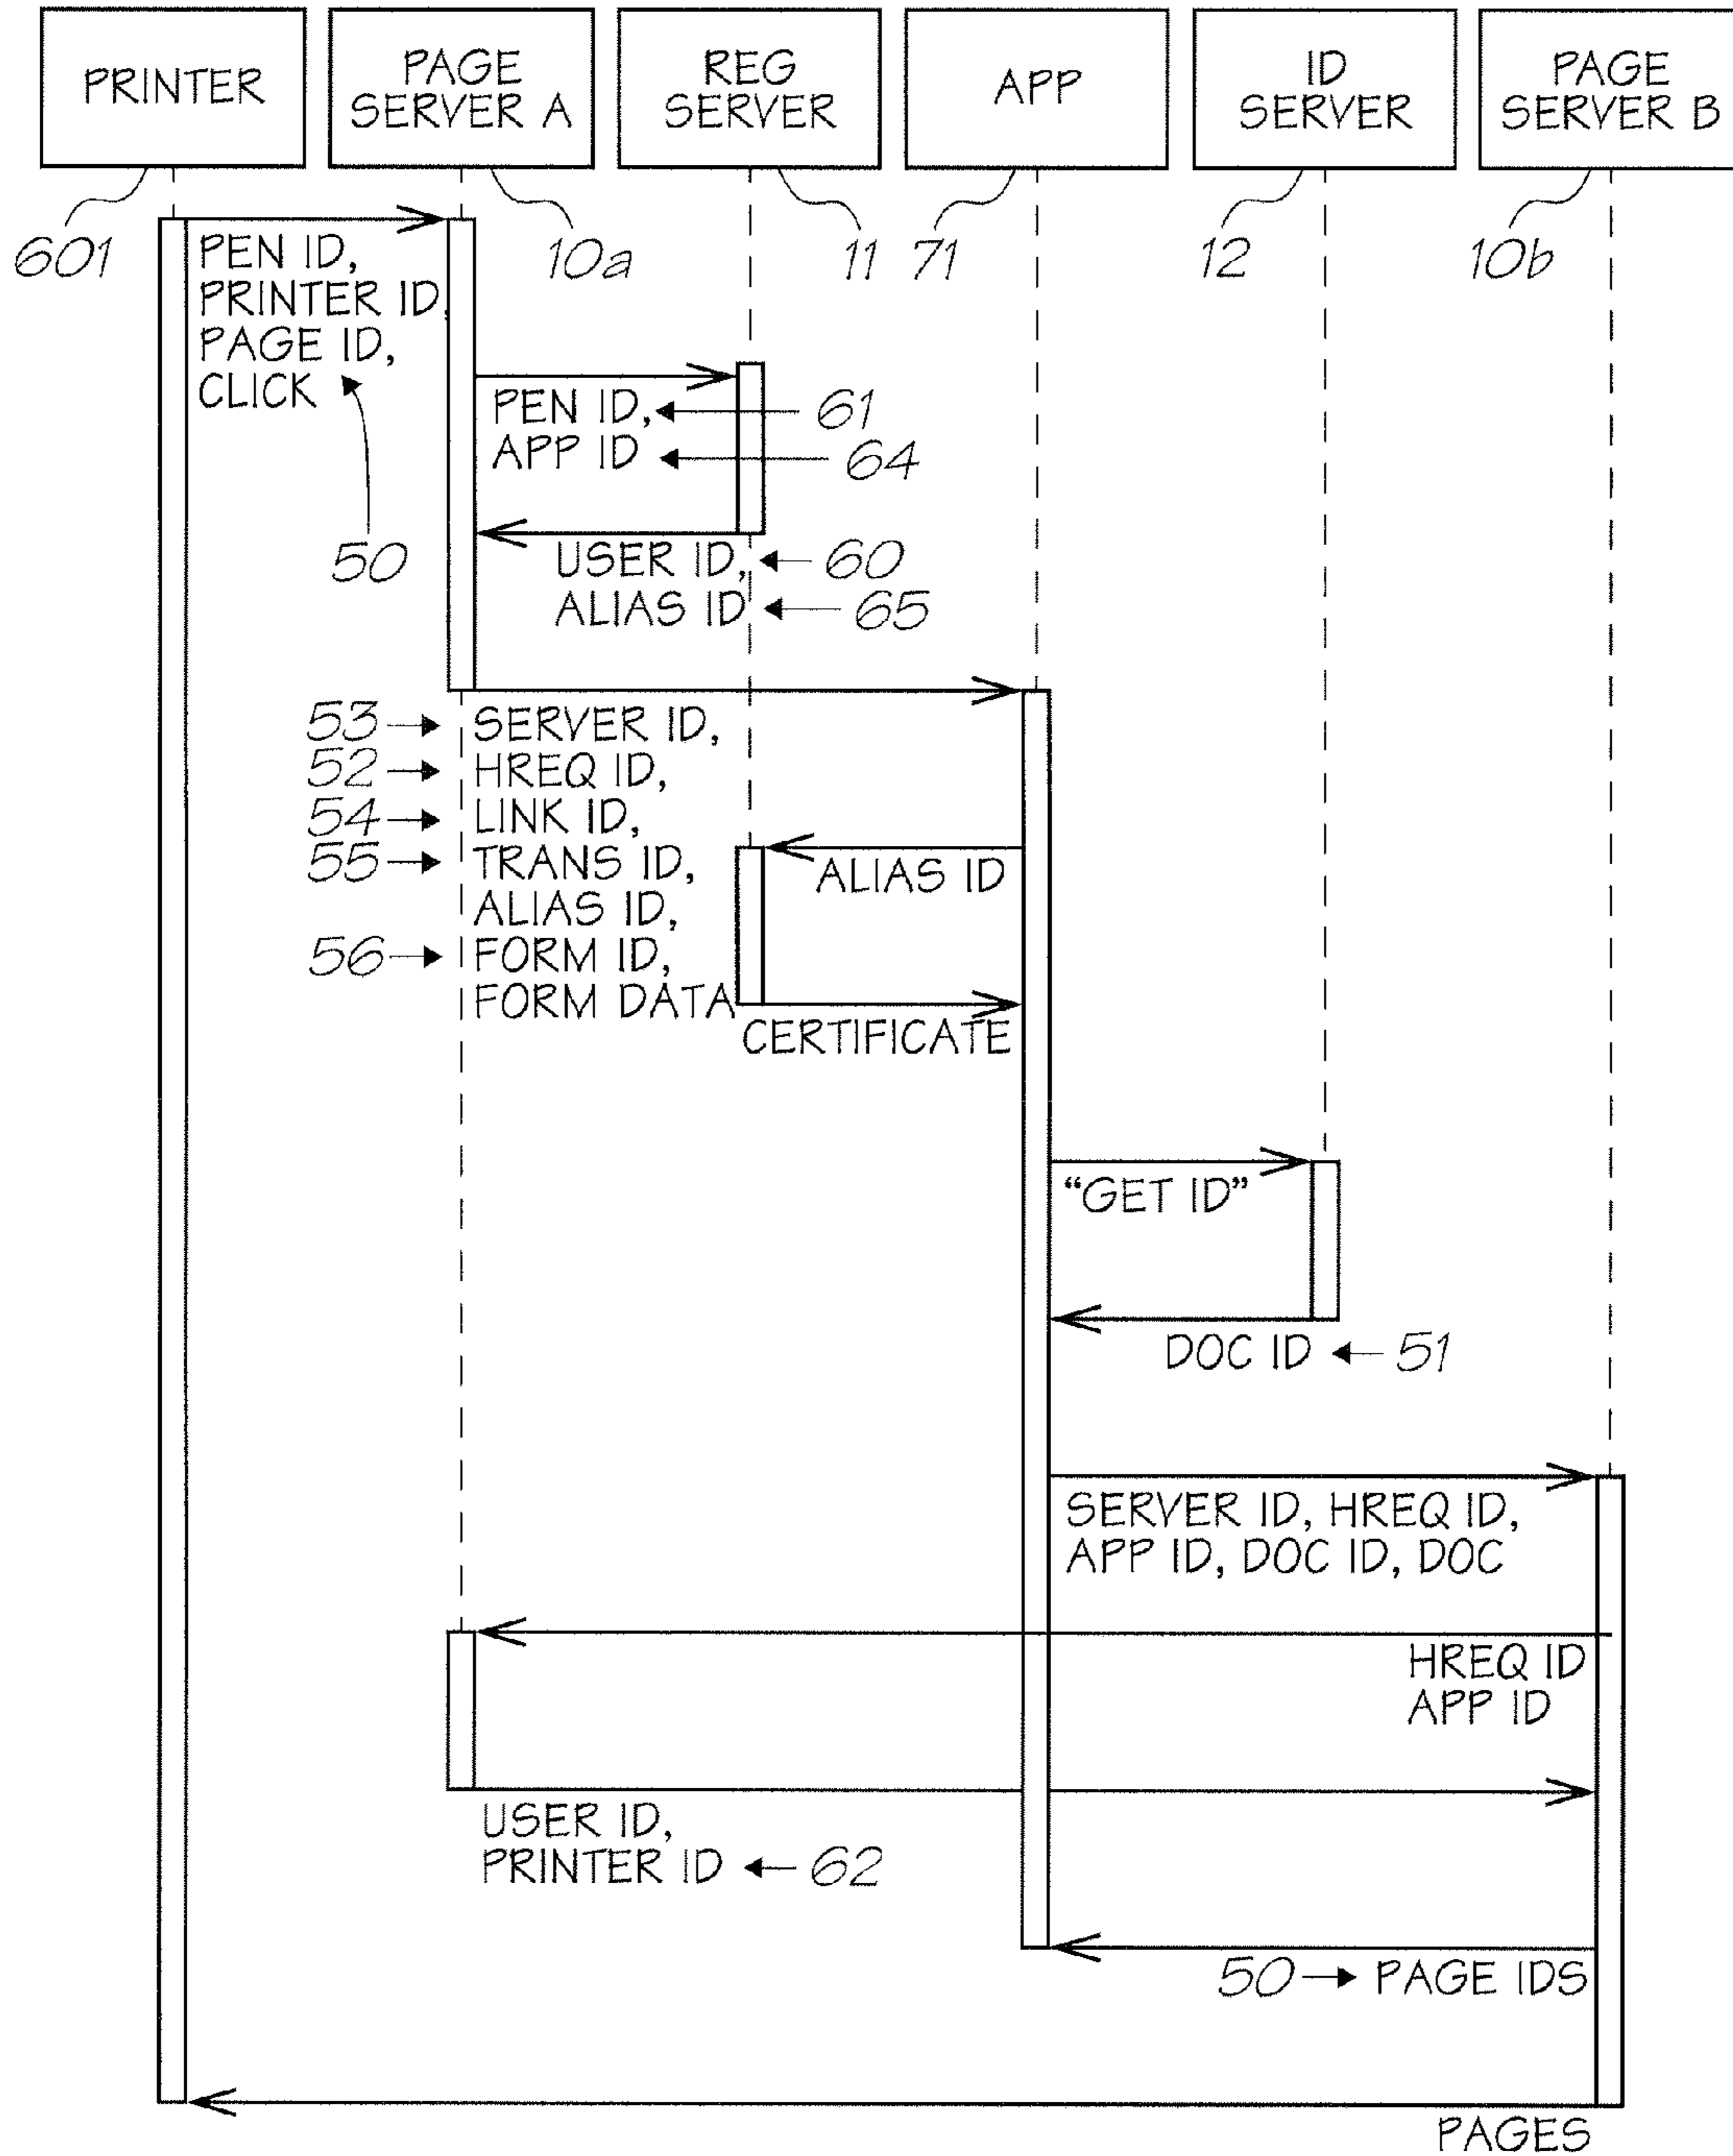 PRINTER
PAGE
SERVER A
REG
SERVER
APP
ID
SERVER
PAGE
SERVER B
601
10a
11
71
12
10b
PEN ID,
PRINTER ID,
PAGE ID,
CLICK
50
PEN ID, 61
APP ID 64
USER ID, 60
ALIAS ID 65
53 SERVER ID,
52 HREQ ID,
54 LINK ID,
55 TRANS ID,
ALIAS ID,
56 FORM ID,
FORM DATA
ALIAS ID
CERTIFICATE
“GET ID”
DOC ID 51
SERVER ID, HREQ ID,
APP ID, DOC ID, DOC
HREQ ID
APP ID
USER ID,
PRINTER ID 62
50 PAGE IDS
PAGES